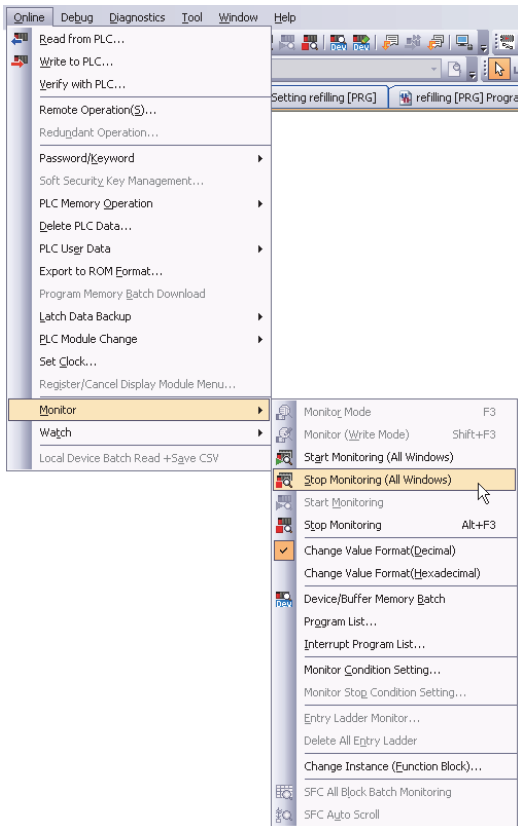 Online Debug Diagnostics Tool Window Help
Read from PLC...
Write to PLC...
Verify with PLC...
Remote Operation(S)...
Redundant Operation...
Password/Keyword
Soft Security Key Management...
PLC Memory Operation
Delete PLC Data...
PLC User Data
Export to ROM Format...
Program Memory Batch Download
Latch Data Backup
PLC Module Change
Set Clock...
Register/Cancel Display Module Menu...
Monitor
Watch
Local Device Batch Read +Save CSV
Dev Dev
Setting refilling [PRG] refilling [PRG] Progra
Monitor Mode F3
Monitor (Write Mode) Shift+F3
Start Monitoring (All Windows)
Stop Monitoring (All Windows)
Start Monitoring
Stop Monitoring Alt+F3
Change Value Format(Decimal)
Change Value Format(Hexadecimal)
Dev Device/Buffer Memory Batch
Program List...
Interrupt Program List...
Monitor Condition Setting...
Monitor Stop Condition Setting...
Entry Ladder Monitor...
Delete All Entry Ladder
Change Instance (Function Block)...
SFC All Block Batch Monitoring
SFC Auto Scroll